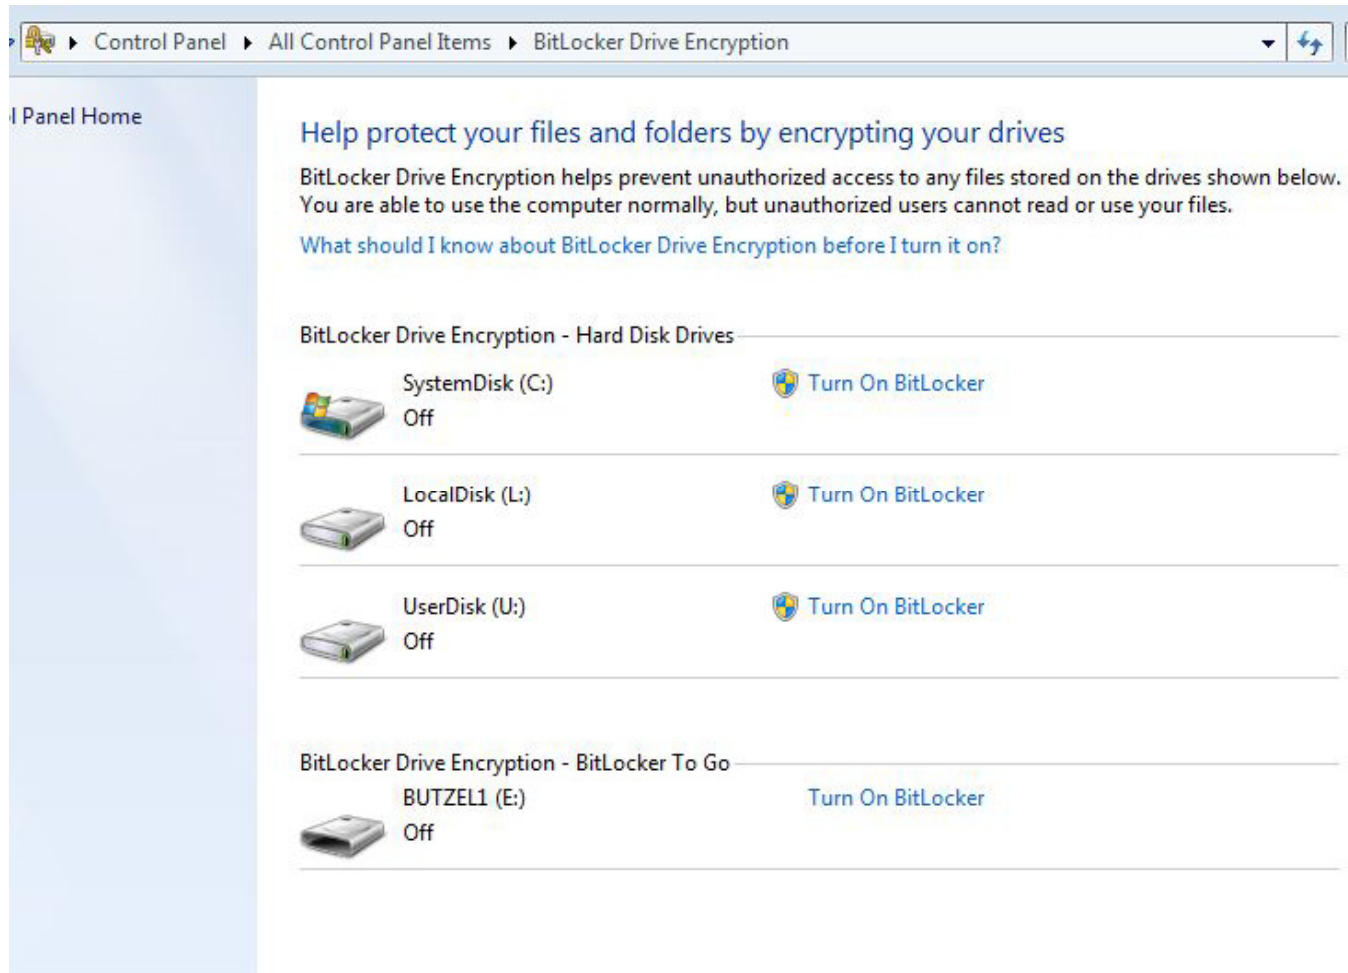 Control Panel ▸ All Control Panel Items ▸ BitLocker Drive Encryption
l Panel Home
Help protect your files and folders by encrypting your drives
BitLocker Drive Encryption helps prevent unauthorized access to any files stored on the drives shown below.
You are able to use the computer normally, but unauthorized users cannot read or use your files.
What should I know about BitLocker Drive Encryption before I turn it on?
BitLocker Drive Encryption - Hard Disk Drives
SystemDisk (C:) Turn On BitLocker
Off
LocalDisk (L:) Turn On BitLocker
Off
UserDisk (U:) Turn On BitLocker
Off
BitLocker Drive Encryption - BitLocker To Go
BUTZEL1 (E:) Turn On BitLocker
Off